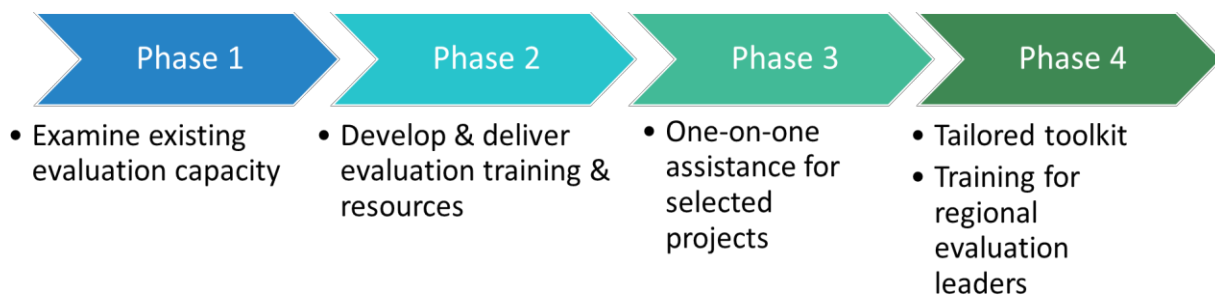 Phase 1
Phase 2
Phase 3
Phase 4
• Examine existing
evaluation capacity
• Develop & deliver
evaluation training &
resources
• One-on-one
assistance for
selected
projects
• Tailored toolkit
• Training for
regional
evaluation
leaders